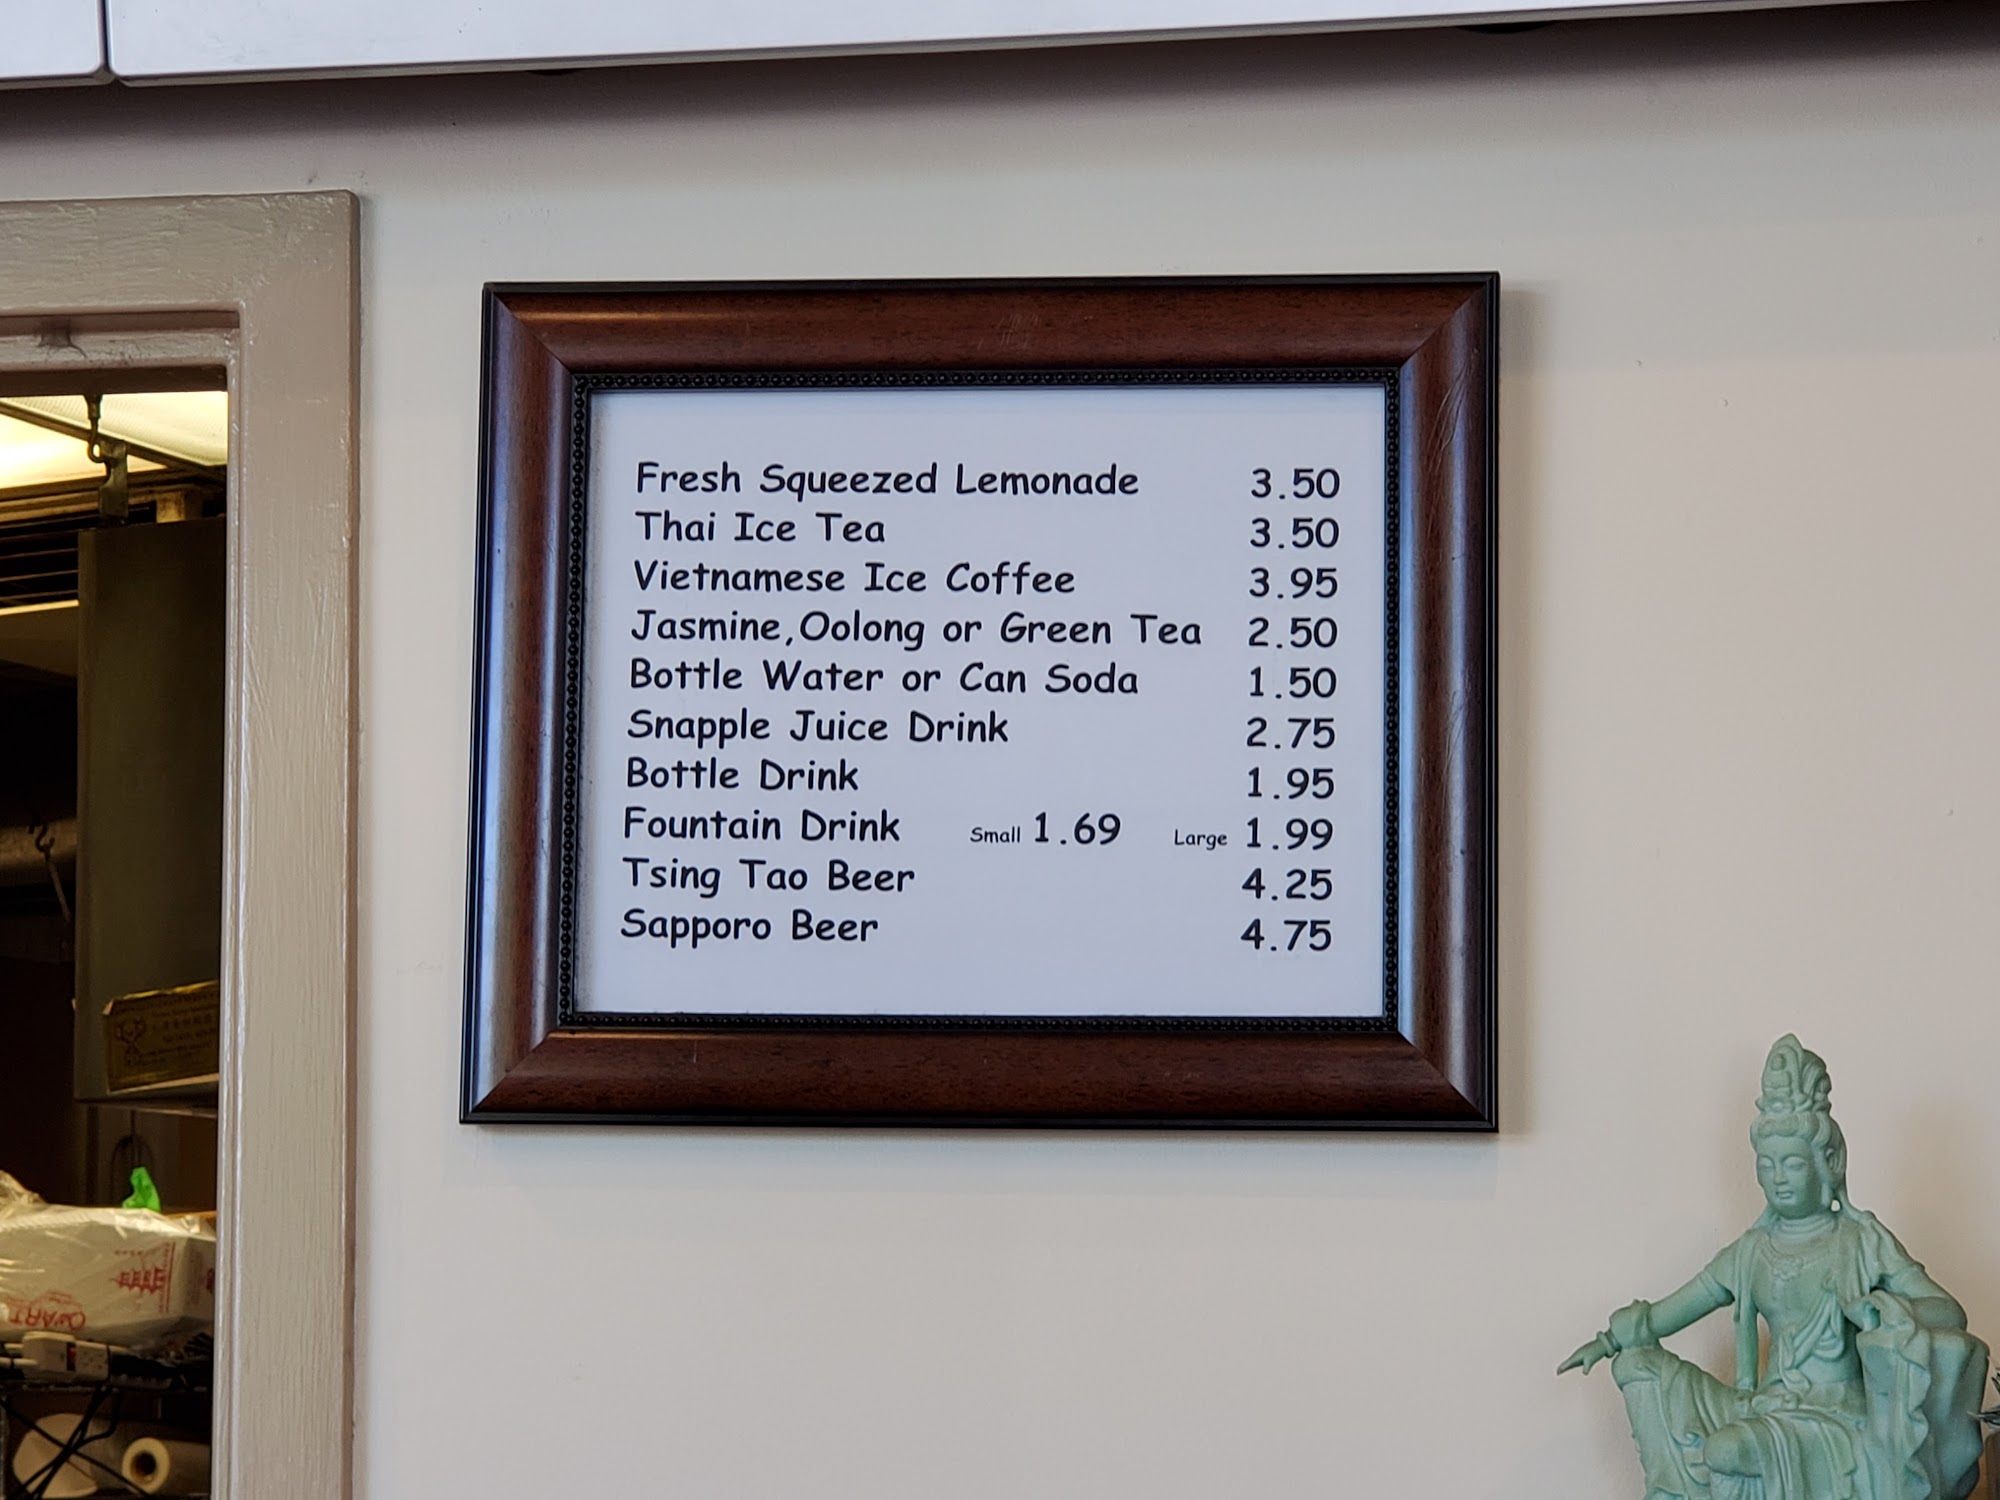 Fresh Squeezed Lemonade 3.50
Thai Ice Tea 3.50
Vietnamese Ice Coffee 3.95
Jasmine,Oolong or Green Tea 2.50
Bottle Water or Can Soda 1.50
Snapple Juice Drink 2.75
Bottle Drink 1.95
Fountain Drink Small 1.69 Large 1.99
Tsing Tao Beer 4.25
Sapporo Beer 4.75